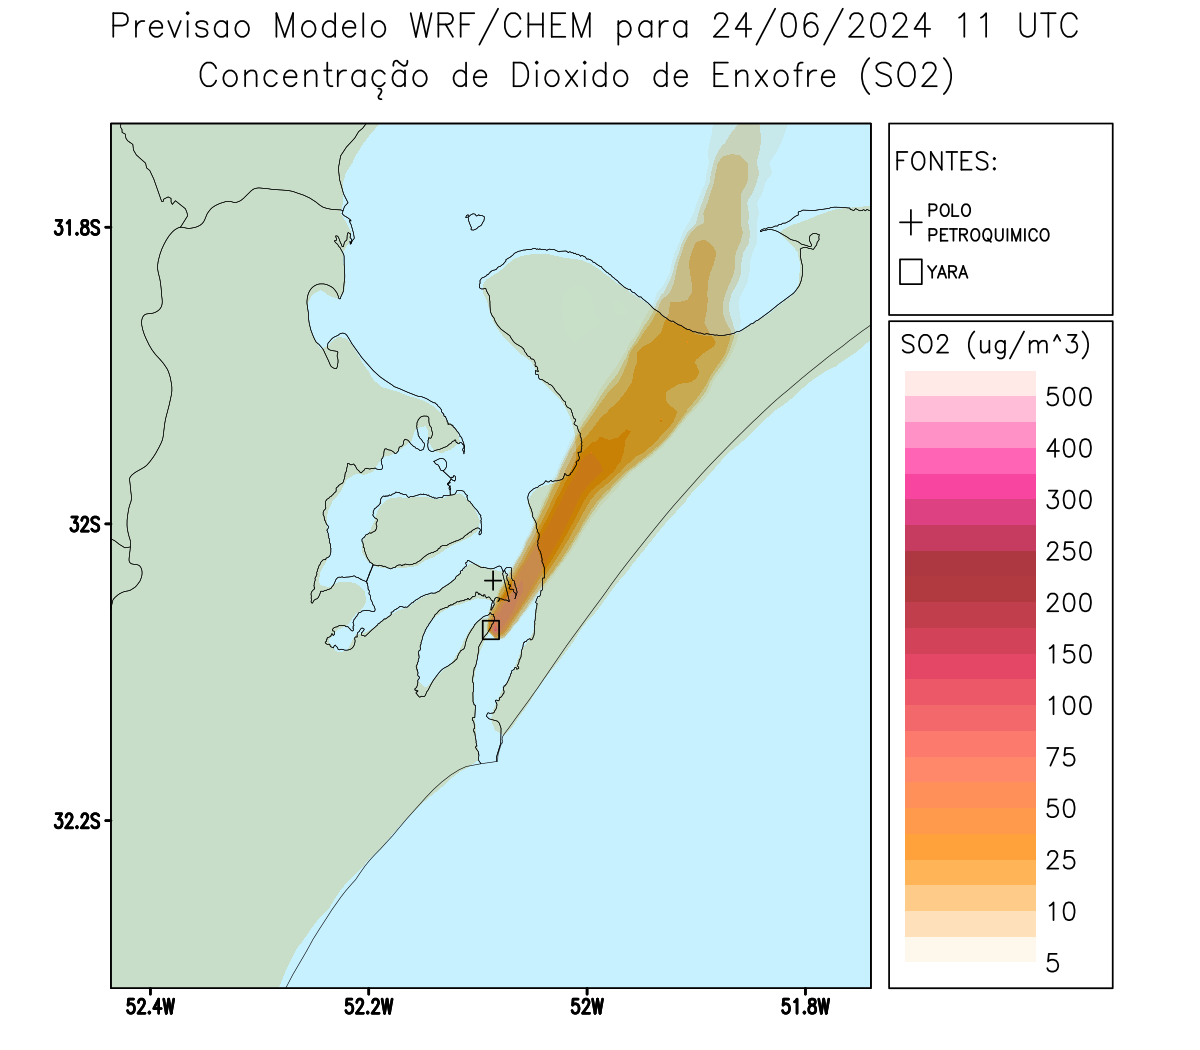 Previsao Modelo WRF/CHEM para 24/06/2024 11 UTC
Concentração de Dioxido de Enxofre (SO2)
FONTES:
POLO
PETROQUIMICO
YARA
SO2 (ug/m^3)
500
400
300
250
200
150
100
75
50
25
10
5
31.8S
32S
32.2S
52.4W
52.2W
52W
51.8W